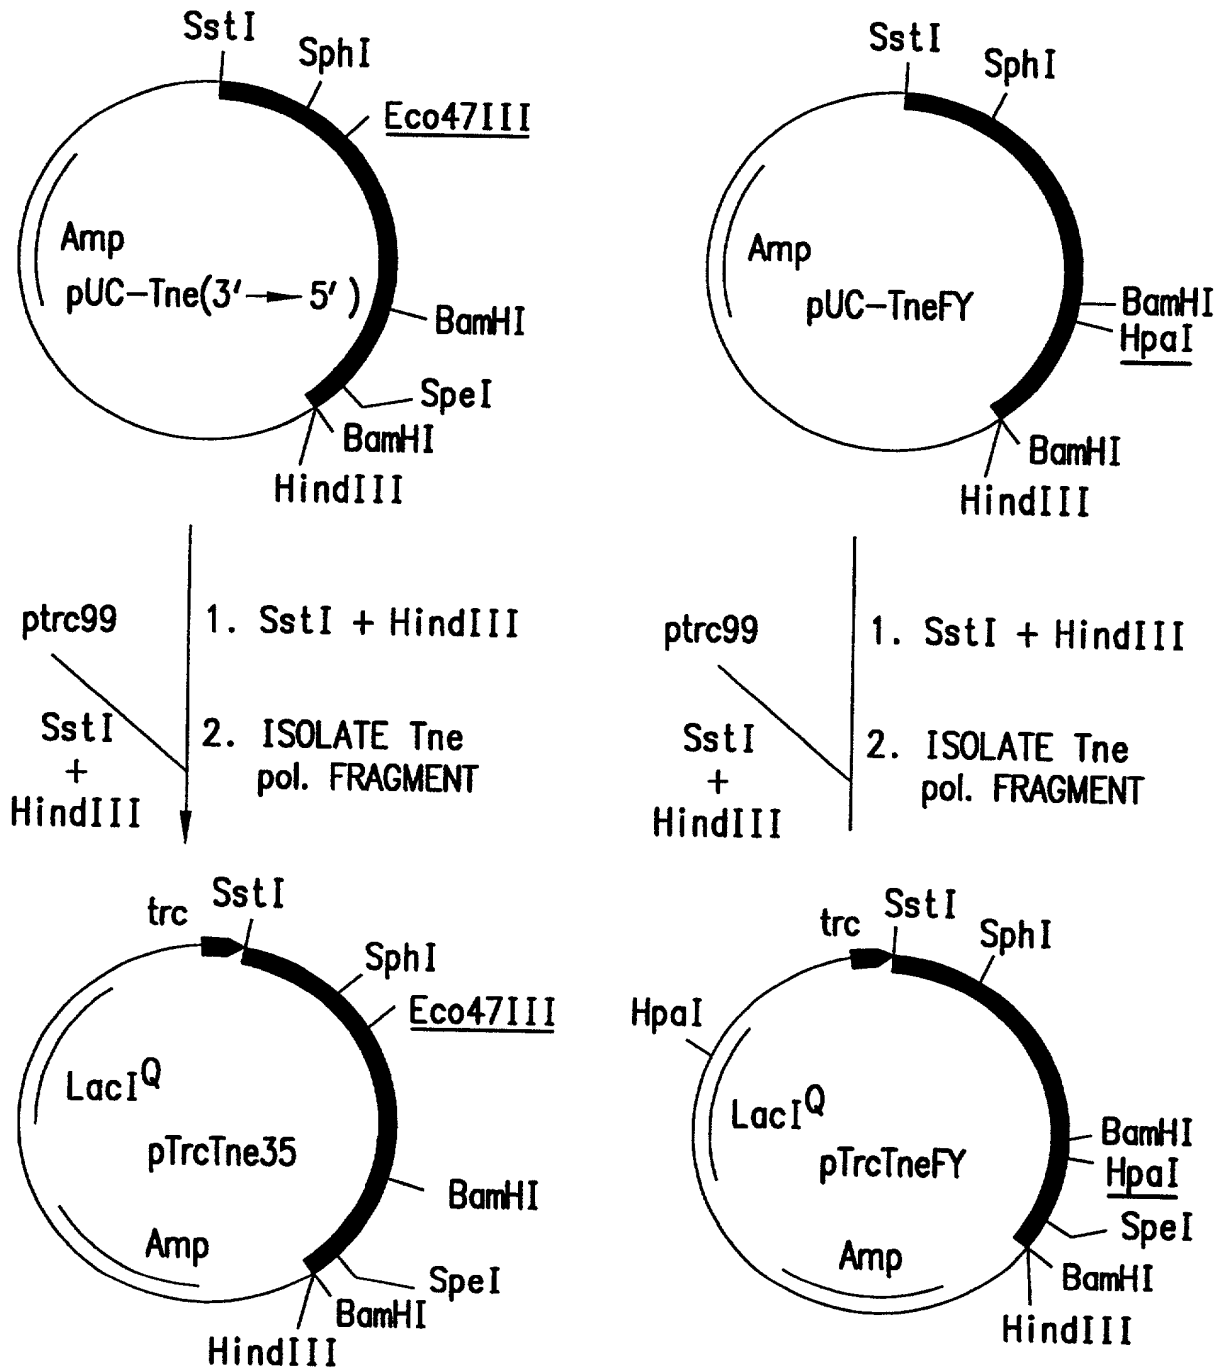 SstI
SphI
Eco47III
Amp
pUC-Tne(3' → 5')
BamHI
SpeI
BamHI
HindIII
SstI
SphI
Amp
pUC-TneFY
BamHI
HpaI
BamHI
HindIII
ptrc99
SstI
+
HindIII
1. SstI + HindIII
2. ISOLATE Tne
pol. FRAGMENT
ptrc99
SstI
+
HindIII
1. SstI + HindIII
2. ISOLATE Tne
pol. FRAGMENT
trc
SstI
SphI
Eco47III
LacI^Q
pTrcTne35
BamHI
Amp
SpeI
BamHI
HindIII
trc
SstI
SphI
HpaI
LacI^Q
pTrcTneFY
BamHI
HpaI
SpeI
Amp
BamHI
HindIII